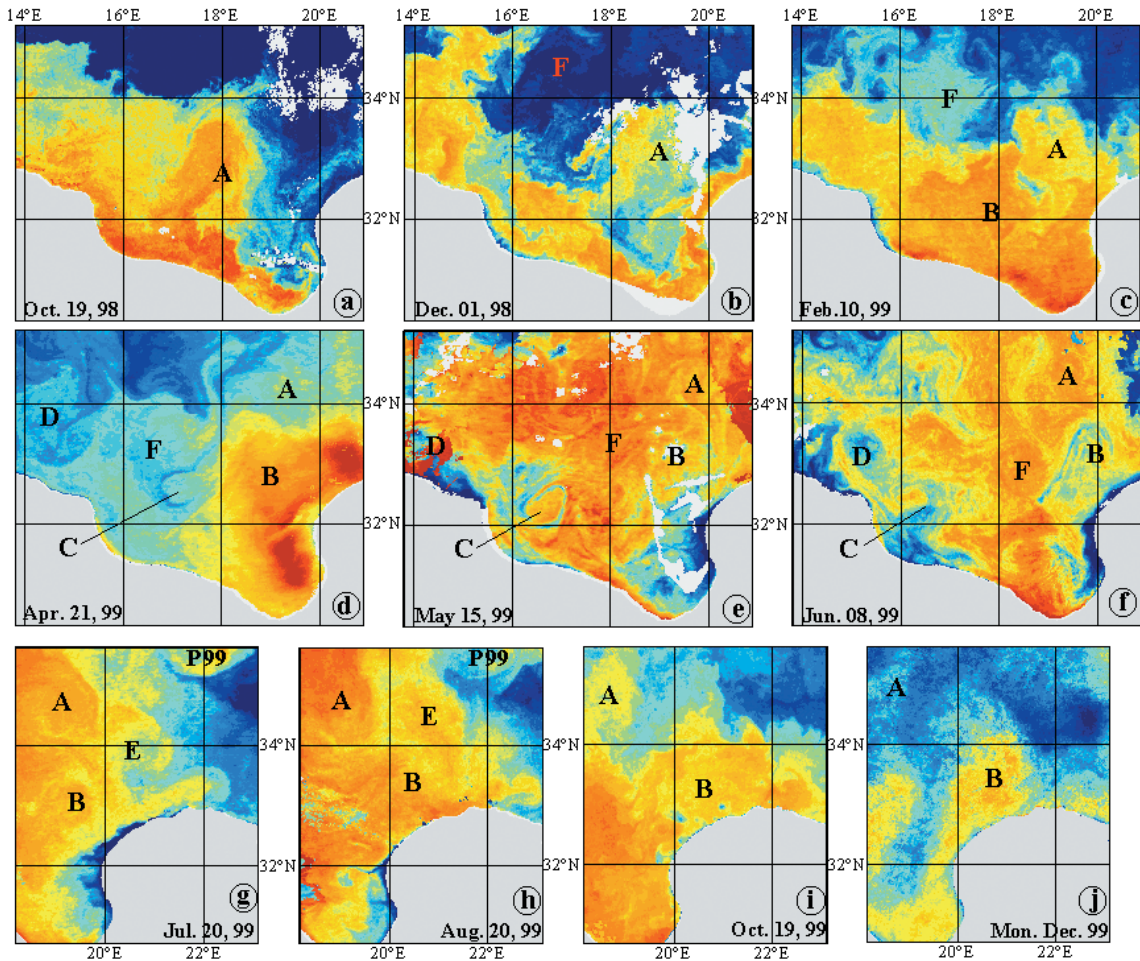 14°E 16° 18° 20°E 14°E 16° 18° 20°E 14°E 16° 18° 20°E
F
F
34°N 34°N
A A A
B
32°N 32°N
Oct. 19, 98 a Dec. 01, 98 b Feb.10, 99 c
A A A
D 34°N 34°N
F B D F B D B
F
32°N 32°N
C C C
Apr. 21, 99 d May 15, 99 e Jun. 08, 99 f
P99 P99
A A A A
E E
34°N 34°N 34°N
B B B B
32°N 32°N 32°N
g h i j
Jul. 20, 99 Aug. 20, 99 Oct. 19, 99 Mon. Dec. 99
20°E 22°E 20°E 22°E 20°E 22°E 20°E 22°E